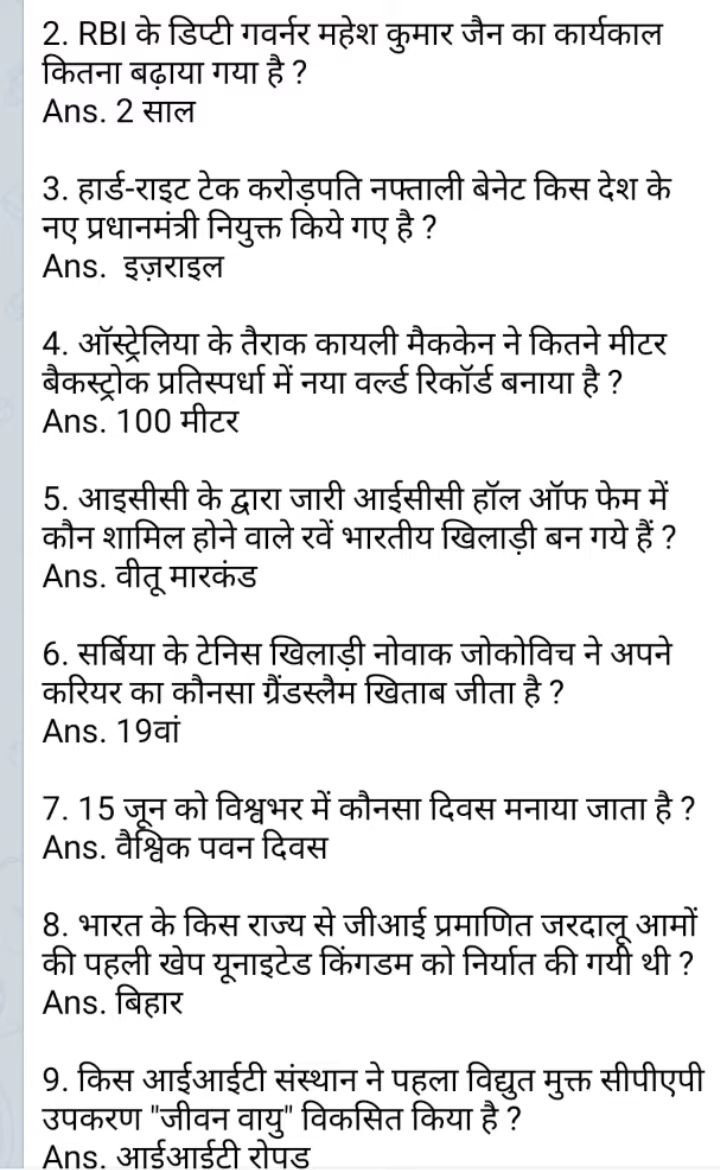 2. RBI के डिप्टी गवर्नर महेश कुमार जैन का कार्यकाल
कितना बढ़ाया गया है ?
Ans. 2 साल
3. हार्ड-राइट टेक करोड़पति नफ्ताली बेनेट किस देश के
नए प्रधानमंत्री नियुक्त किये गए है ?
Ans. इज़राइल
4. ऑस्ट्रेलिया के तैराक कायली मैककेन ने कितने मीटर
बैकस्ट्रोक प्रतिस्पर्धा में नया वर्ल्ड रिकॉर्ड बनाया है ?
Ans. 100 मीटर
5. आइसीसी के द्वारा जारी आईसीसी हॉल ऑफ फेम में
कौन शामिल होने वाले रवें भारतीय खिलाड़ी बन गये हैं ?
Ans. वीतू मारकंड
6. सर्बिया के टेनिस खिलाड़ी नोवाक जोकोविच ने अपने
करियर का कौनसा ग्रैंडस्लैम खिताब जीता है ?
Ans. 19वां
7. 15 जून को विश्वभर में कौनसा दिवस मनाया जाता है ?
Ans. वैश्विक पवन दिवस
8. भारत के किस राज्य से जीआई प्रमाणित जरदालू आमों
की पहली खेप यूनाइटेड किंगडम को निर्यात की गयी थी ?
Ans. बिहार
9. किस आईआईटी संस्थान ने पहला विद्युत मुक्त सीपीएपी
उपकरण "जीवन वायु" विकसित किया है ?
Ans. आईआईटी रोपड